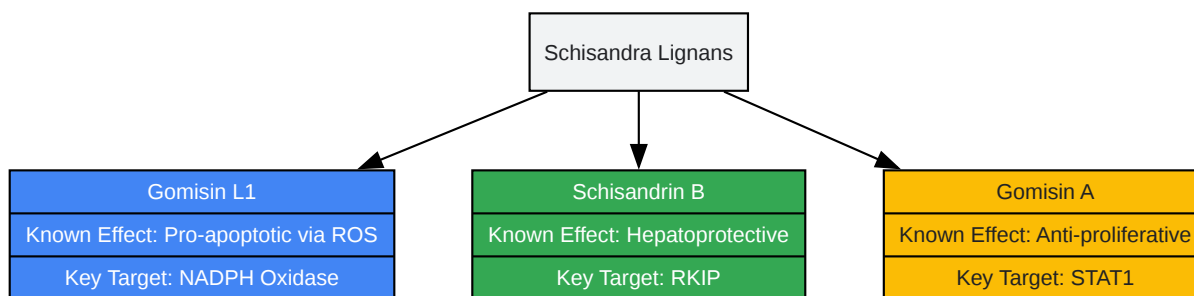 Schisandra Lignans
Gomisin L1
Known Effect: Pro-apoptotic via ROS
Key Target: NADPH Oxidase
Schisandrin B
Known Effect: Hepatoprotective
Key Target: RKIP
Gomisin A
Known Effect: Anti-proliferative
Key Target: STAT1